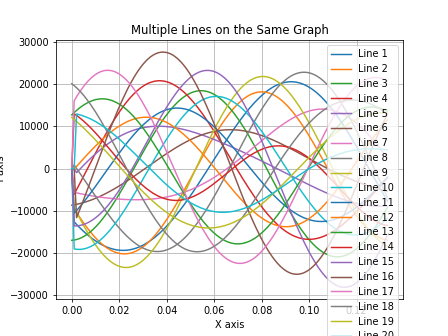 Multiple Lines on the Same Graph
30000
20000
10000
0
-10000
-20000
-30000
0.00
0.02
0.04
0.06
0.08
0.10
X axis
Line 1
Line 2
Line 3
Line 4
Line 5
Line 6
Line 7
Line 8
Line 9
Line 10
Line 11
Line 12
Line 13
Line 14
Line 15
Line 16
Line 17
Line 18
Line 19
Line 20